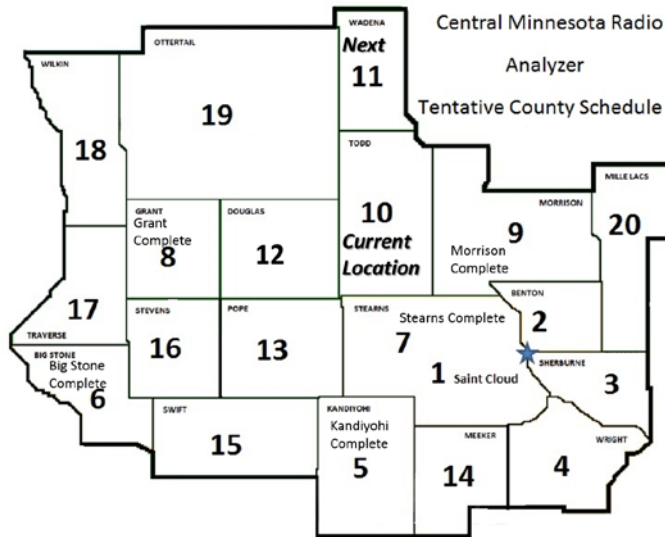 Central Minnesota Radio
Analyzer
Tentative County Schedule
WADENA
Next
11
OTTERTAIL
19
WILKIN
18
TODD
10
Current
Location
MILLE LACS
20
MORRISON
9
Morrison
Complete
GRANT
Grant
Complete
8
DOUGLAS
12
17
TRAVERSE
STEVENS
16
POPE
13
STEARNS
Stearns Complete
7
1
Saint Cloud
BENTON
2
SHERBURNE
3
BIG STONE
Big Stone
Complete
6
SWIFT
15
KANDIYOHI
Kandiyohi
Complete
5
MEEKER
14
WRIGHT
4